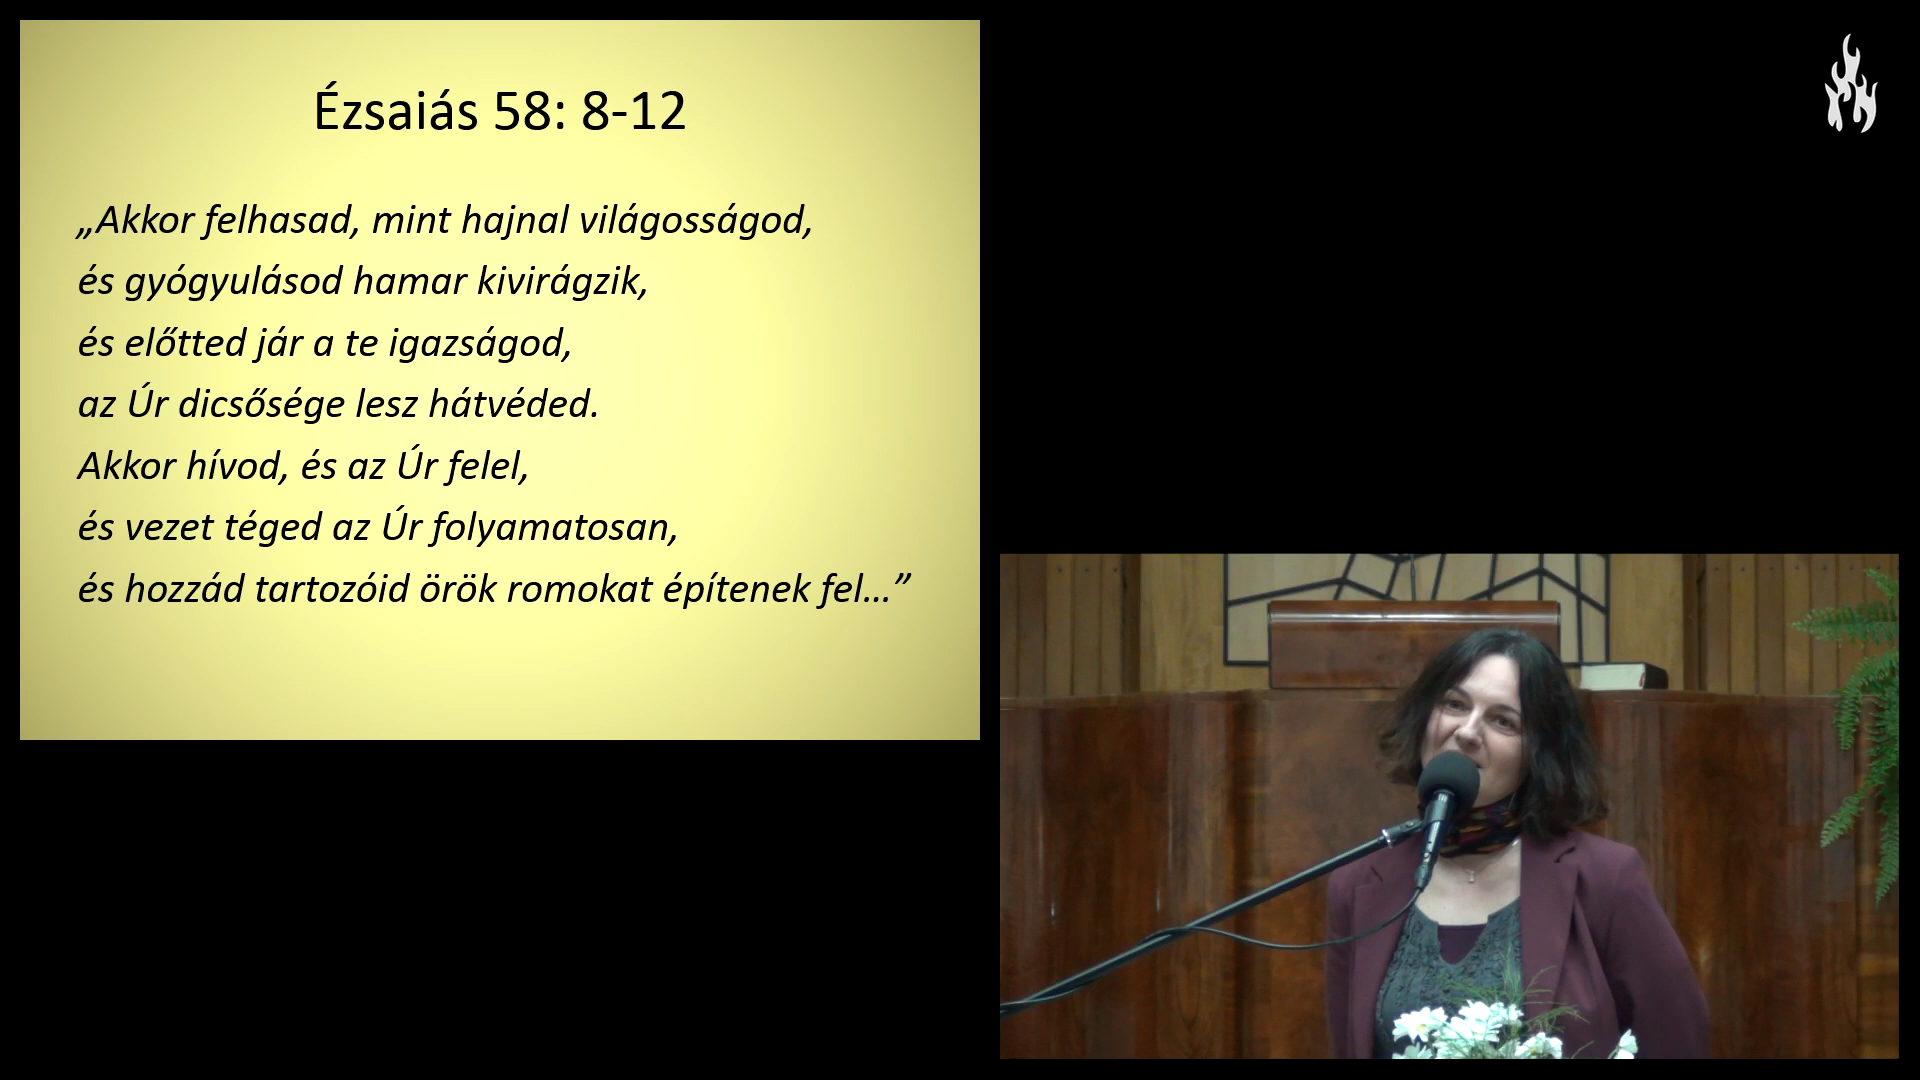 Ézsaiás 58: 8-12
„Akkor felhasad, mint hajnal világosságod,
és gyógyulásod hamar kivirágzik,
és előtted jár a te igazságod,
az Úr dicsősége lesz hátvéded.
Akkor hívod, és az Úr felel,
és vezet téged az Úr folyamatosan,
és hozzád tartozóid örök romokat építenek fel...”